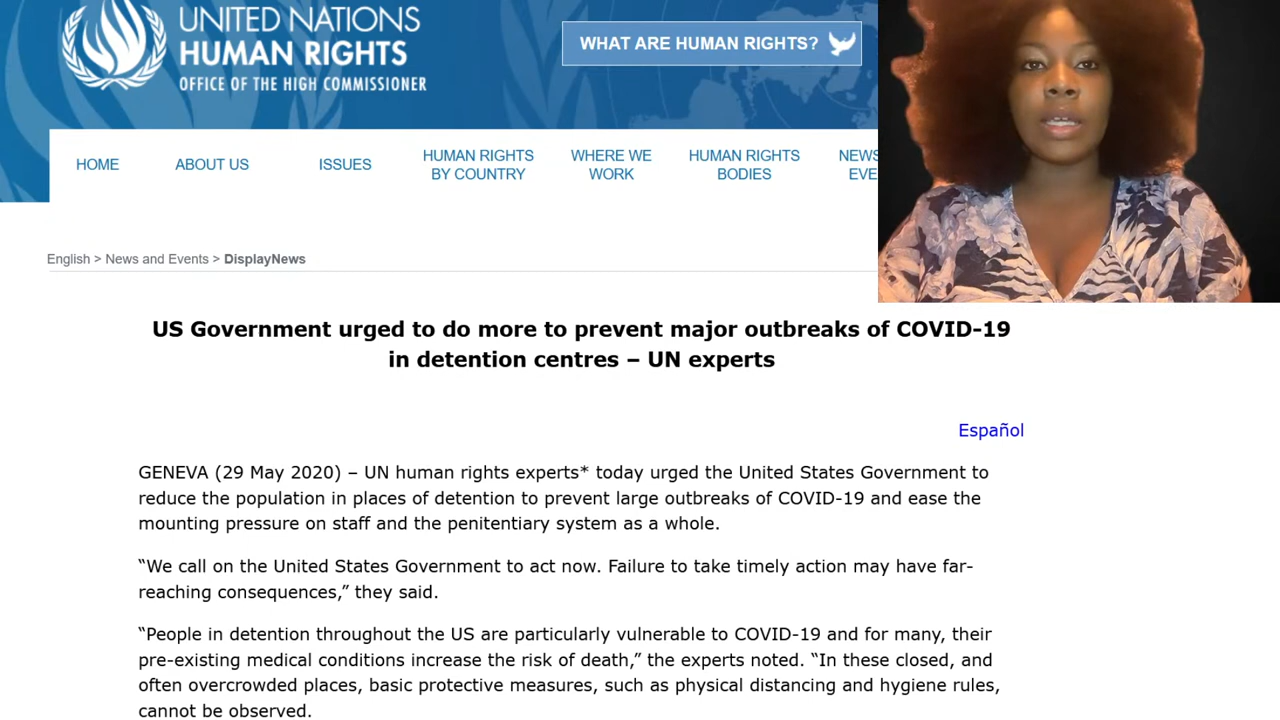 UNITED NATIONS
HUMAN RIGHTS
OFFICE OF THE HIGH COMMISSIONER
WHAT ARE HUMAN RIGHTS?
HOME
ABOUT US
ISSUES
HUMAN RIGHTS
BY COUNTRY
WHERE WE
WORK
HUMAN RIGHTS
BODIES
NEWS
EVE
English > News and Events > DisplayNews
US Government urged to do more to prevent major outbreaks of COVID-19
in detention centres – UN experts
Español
GENEVA (29 May 2020) – UN human rights experts* today urged the United States Government to
reduce the population in places of detention to prevent large outbreaks of COVID-19 and ease the
mounting pressure on staff and the penitentiary system as a whole.
“We call on the United States Government to act now. Failure to take timely action may have far-
reaching consequences,” they said.
“People in detention throughout the US are particularly vulnerable to COVID-19 and for many, their
pre-existing medical conditions increase the risk of death,” the experts noted. “In these closed, and
often overcrowded places, basic protective measures, such as physical distancing and hygiene rules,
cannot be observed.